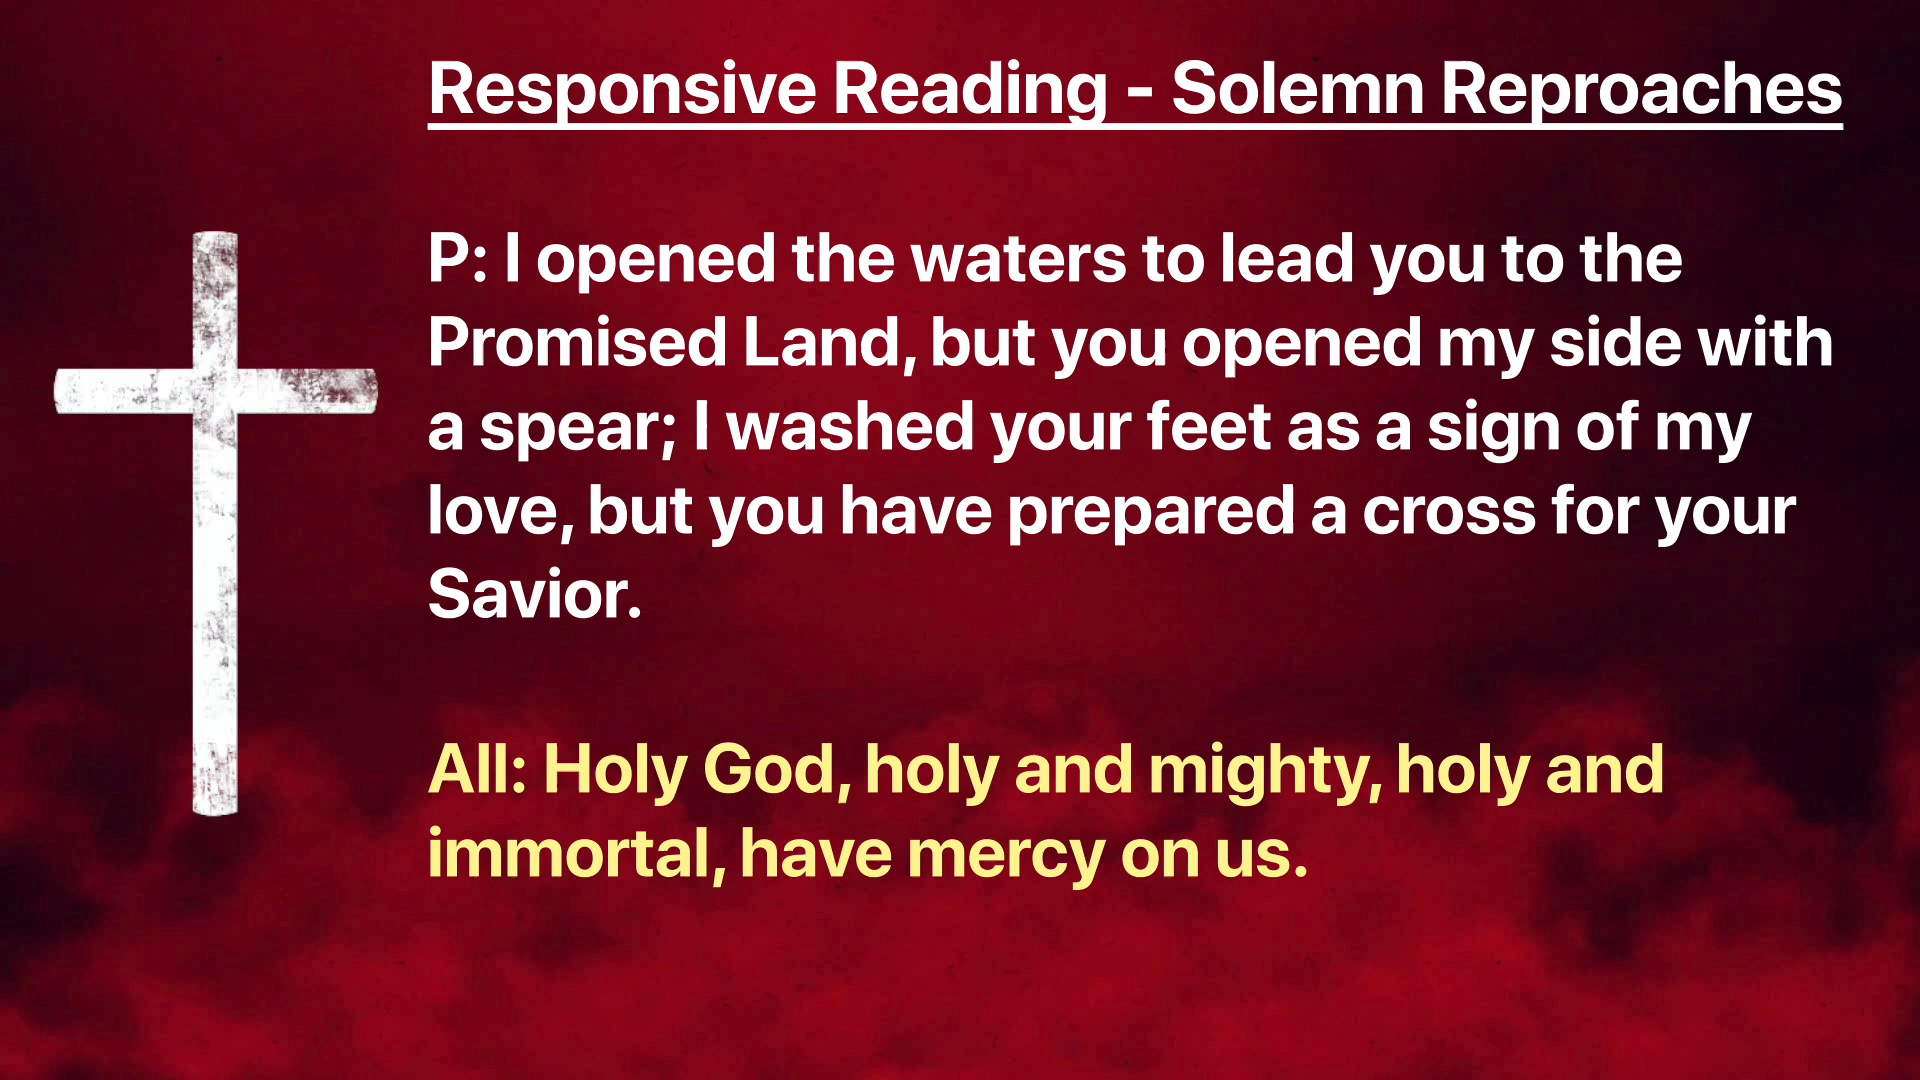 Responsive Reading - Solemn Reproaches
P: I opened the waters to lead you to the
Promised Land, but you opened my side with
a spear; I washed your feet as a sign of my
love, but you have prepared a cross for your
Savior.
All: Holy God, holy and mighty, holy and
immortal, have mercy on us.